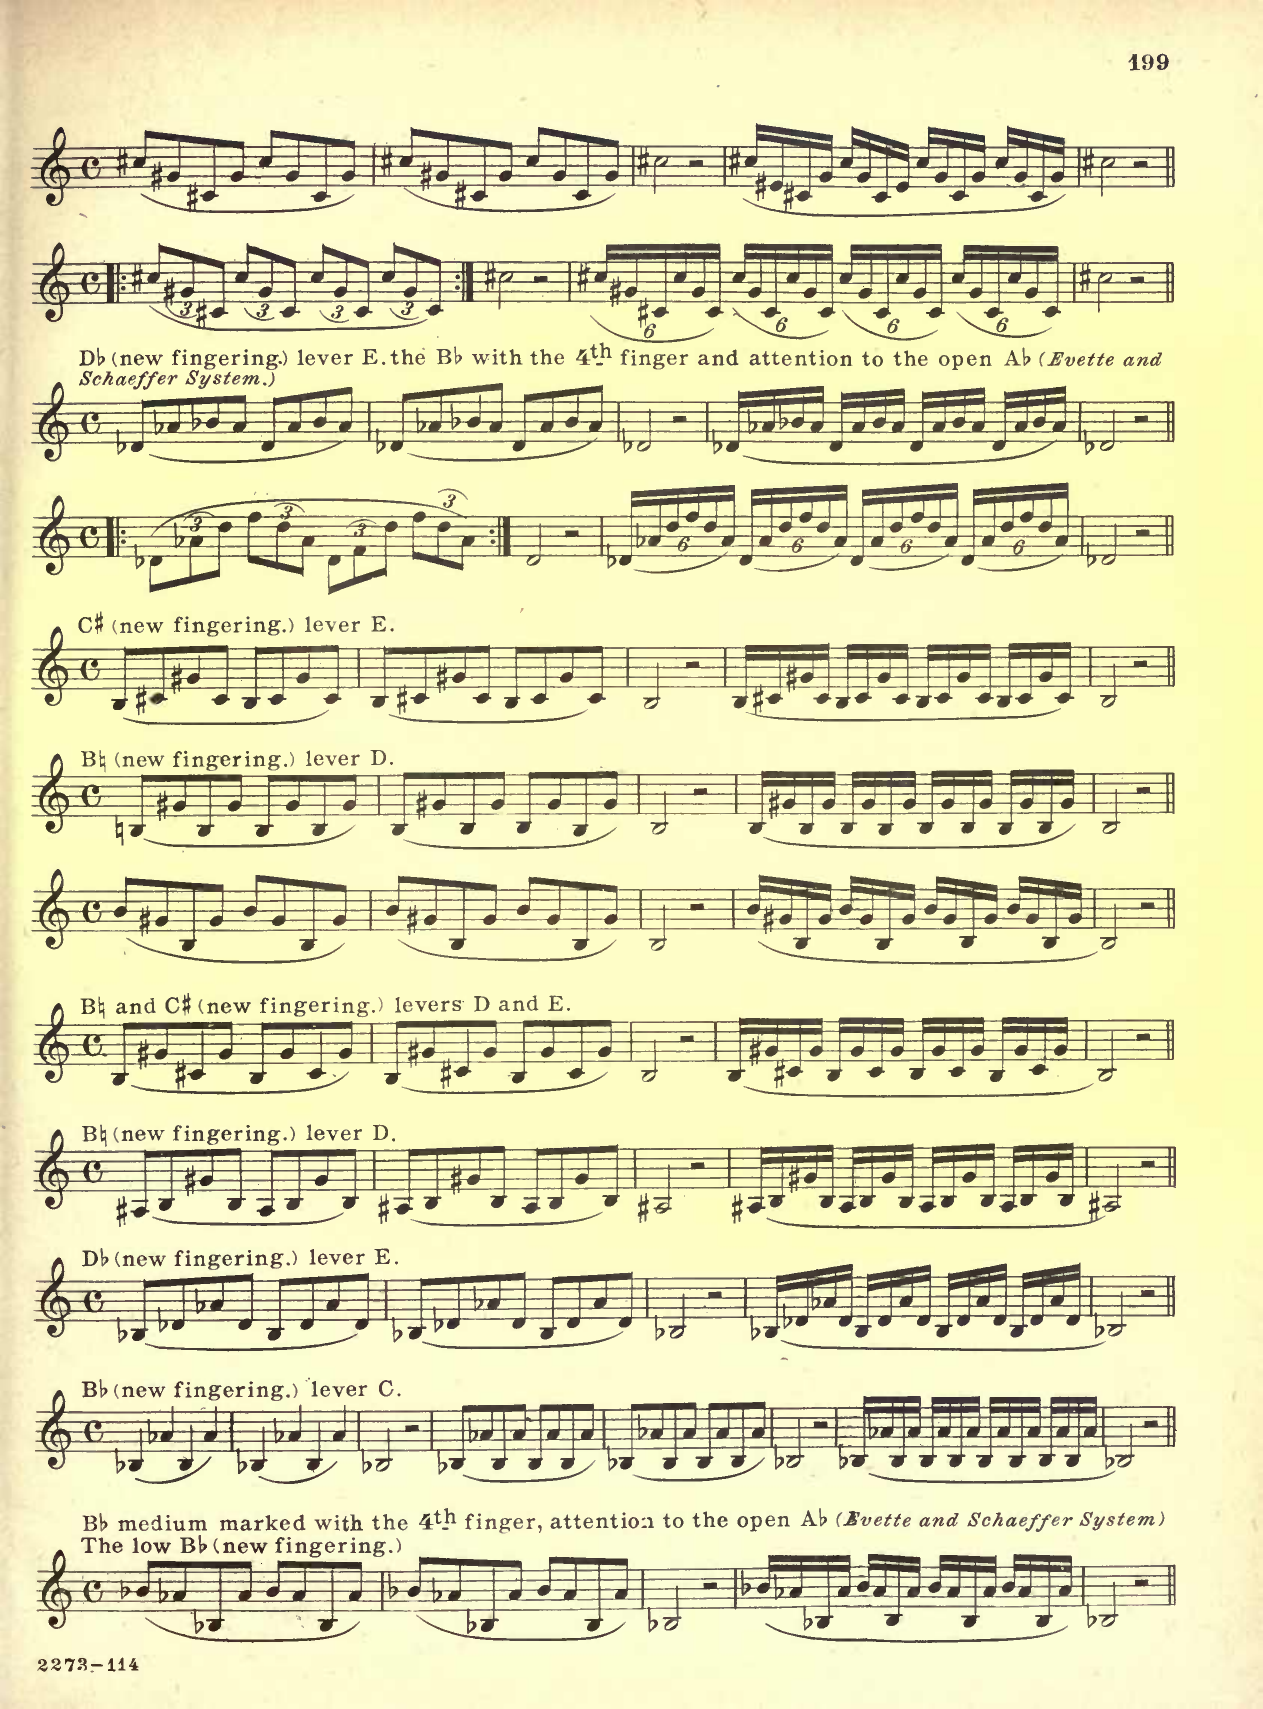 199
3 3 3 3
6 6 6 6
D♭ (new fingering.) lever E. the B♭ with the 4th finger and attention to the open A♭ (Evette and
Schaeffer System.)
3 3 3 3
6 6 6 6
C♯ (new fingering.) lever E.
B♮ (new fingering.) lever D.
B♮ and C♯ (new fingering.) levers D and E.
B♮ (new fingering.) lever D.
D♭ (new fingering.) lever E.
B♭ (new fingering.) lever C.
B♭ medium marked with the 4th finger, attention to the open A♭ (Evette and Schaeffer System)
The low B♭ (new fingering.)
2273-114